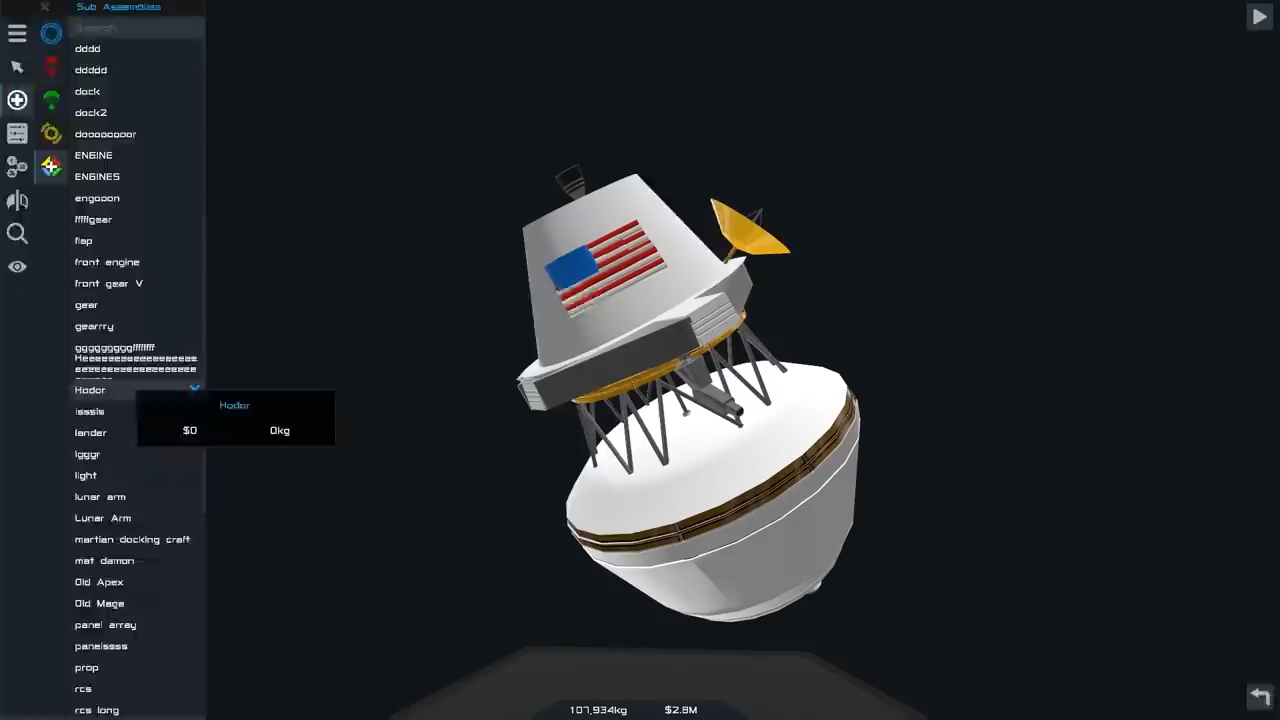 Sub Assemblies
Search
dddd
ddddd
dock
dock2
dooooooor
ENGINE
ENGINES
engooon
fffffgear
flap
front engine
front gear V
gear
gearrry
Hodor
Hodor
$0 0kg
isssis
lander
lgggr
light
lunar arm
Lunar Arm
martian docking craft
mat damon
Old Apex
Old Mage
panel array
panelssss
prop
rcs
rcs long
107,934kg $2.8M